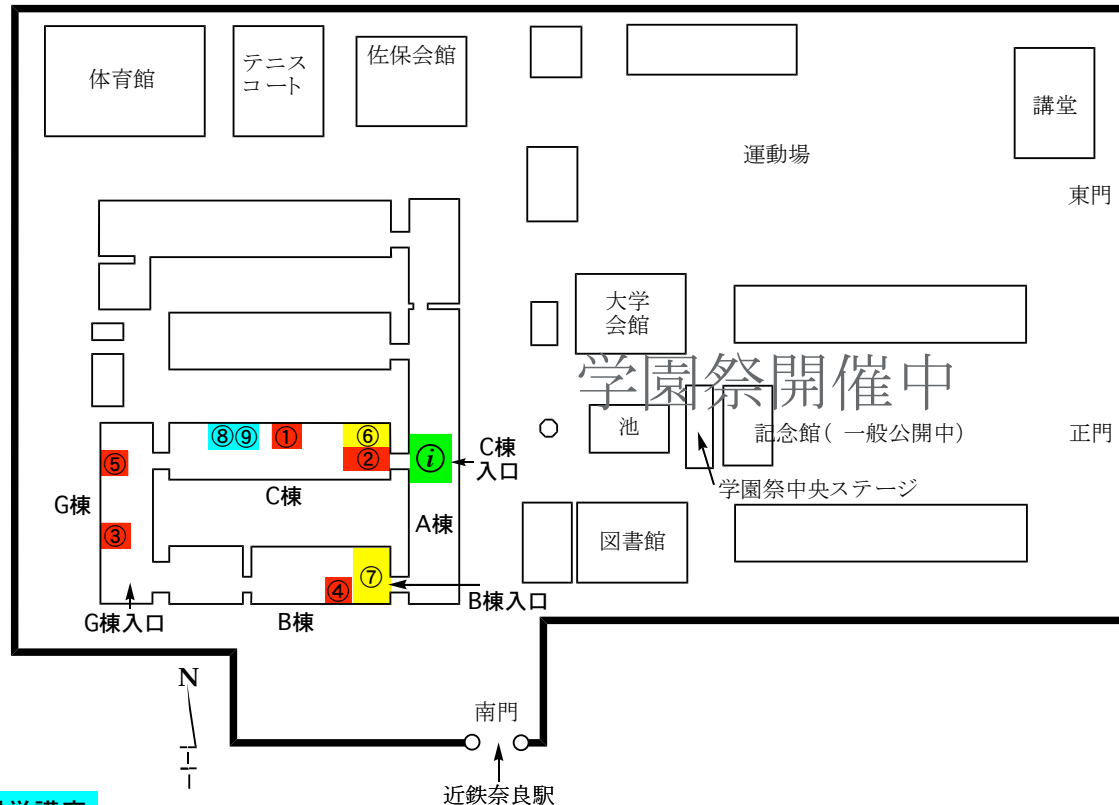 体育館
テニス
コート
佐保会館
講堂
運動場
東門
大学
会館
学園祭開催中
池
記念館( 一般公開中)
正門
学園祭中央ステージ
図書館
⑧⑨
①
⑥
②
i
C棟
入口
⑤
G棟
C棟
A棟
③
⑦
④
B棟入口
G棟入口
B棟
N
南門
近鉄奈良駅